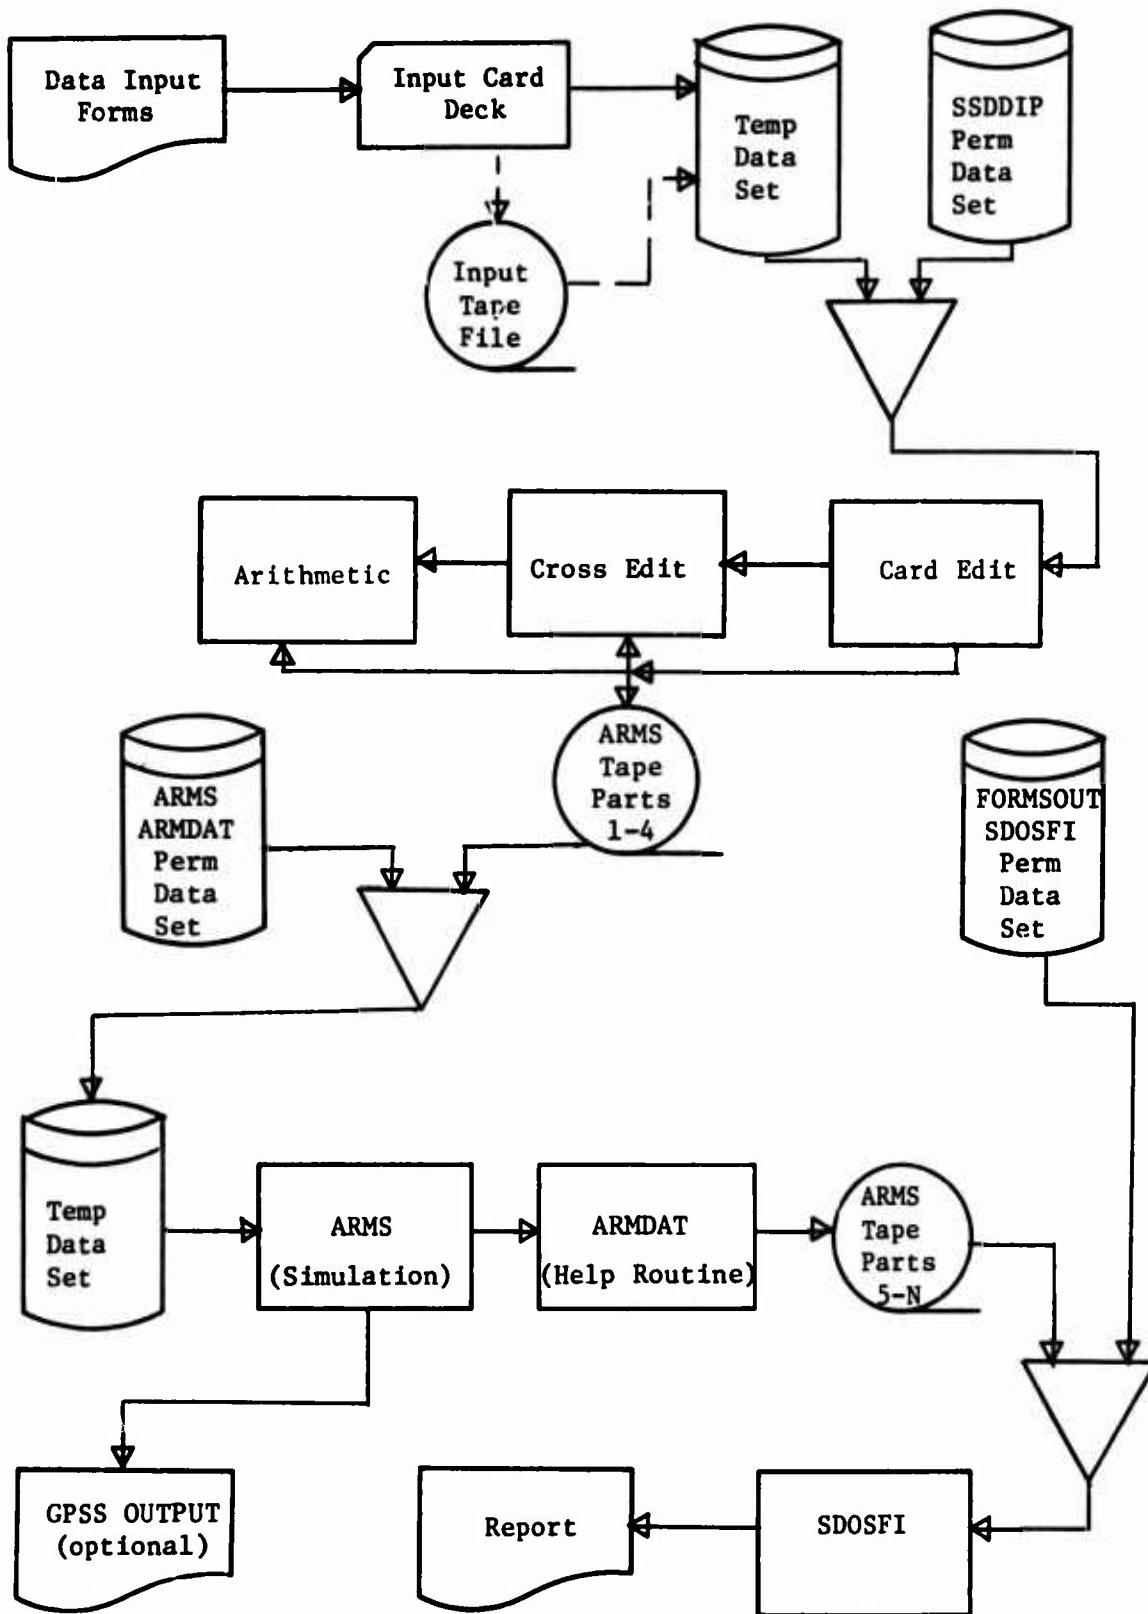 Data Input
Forms
Input Card
Deck
Temp
Data
Set
SSDDIP
Perm
Data
Set
Input
Tape
File
Arithmetic
Cross Edit
Card Edit
ARMS
ARMDAT
Perm
Data
Set
ARMS
Tape
Parts
1-4
FORMSOUT
SDOSFI
Perm
Data
Set
Temp
Data
Set
ARMS
(Simulation)
ARMDAT
(Help Routine)
ARMS
Tape
Parts
5-N
GPSS OUTPUT
(optional)
Report
SDOSFI